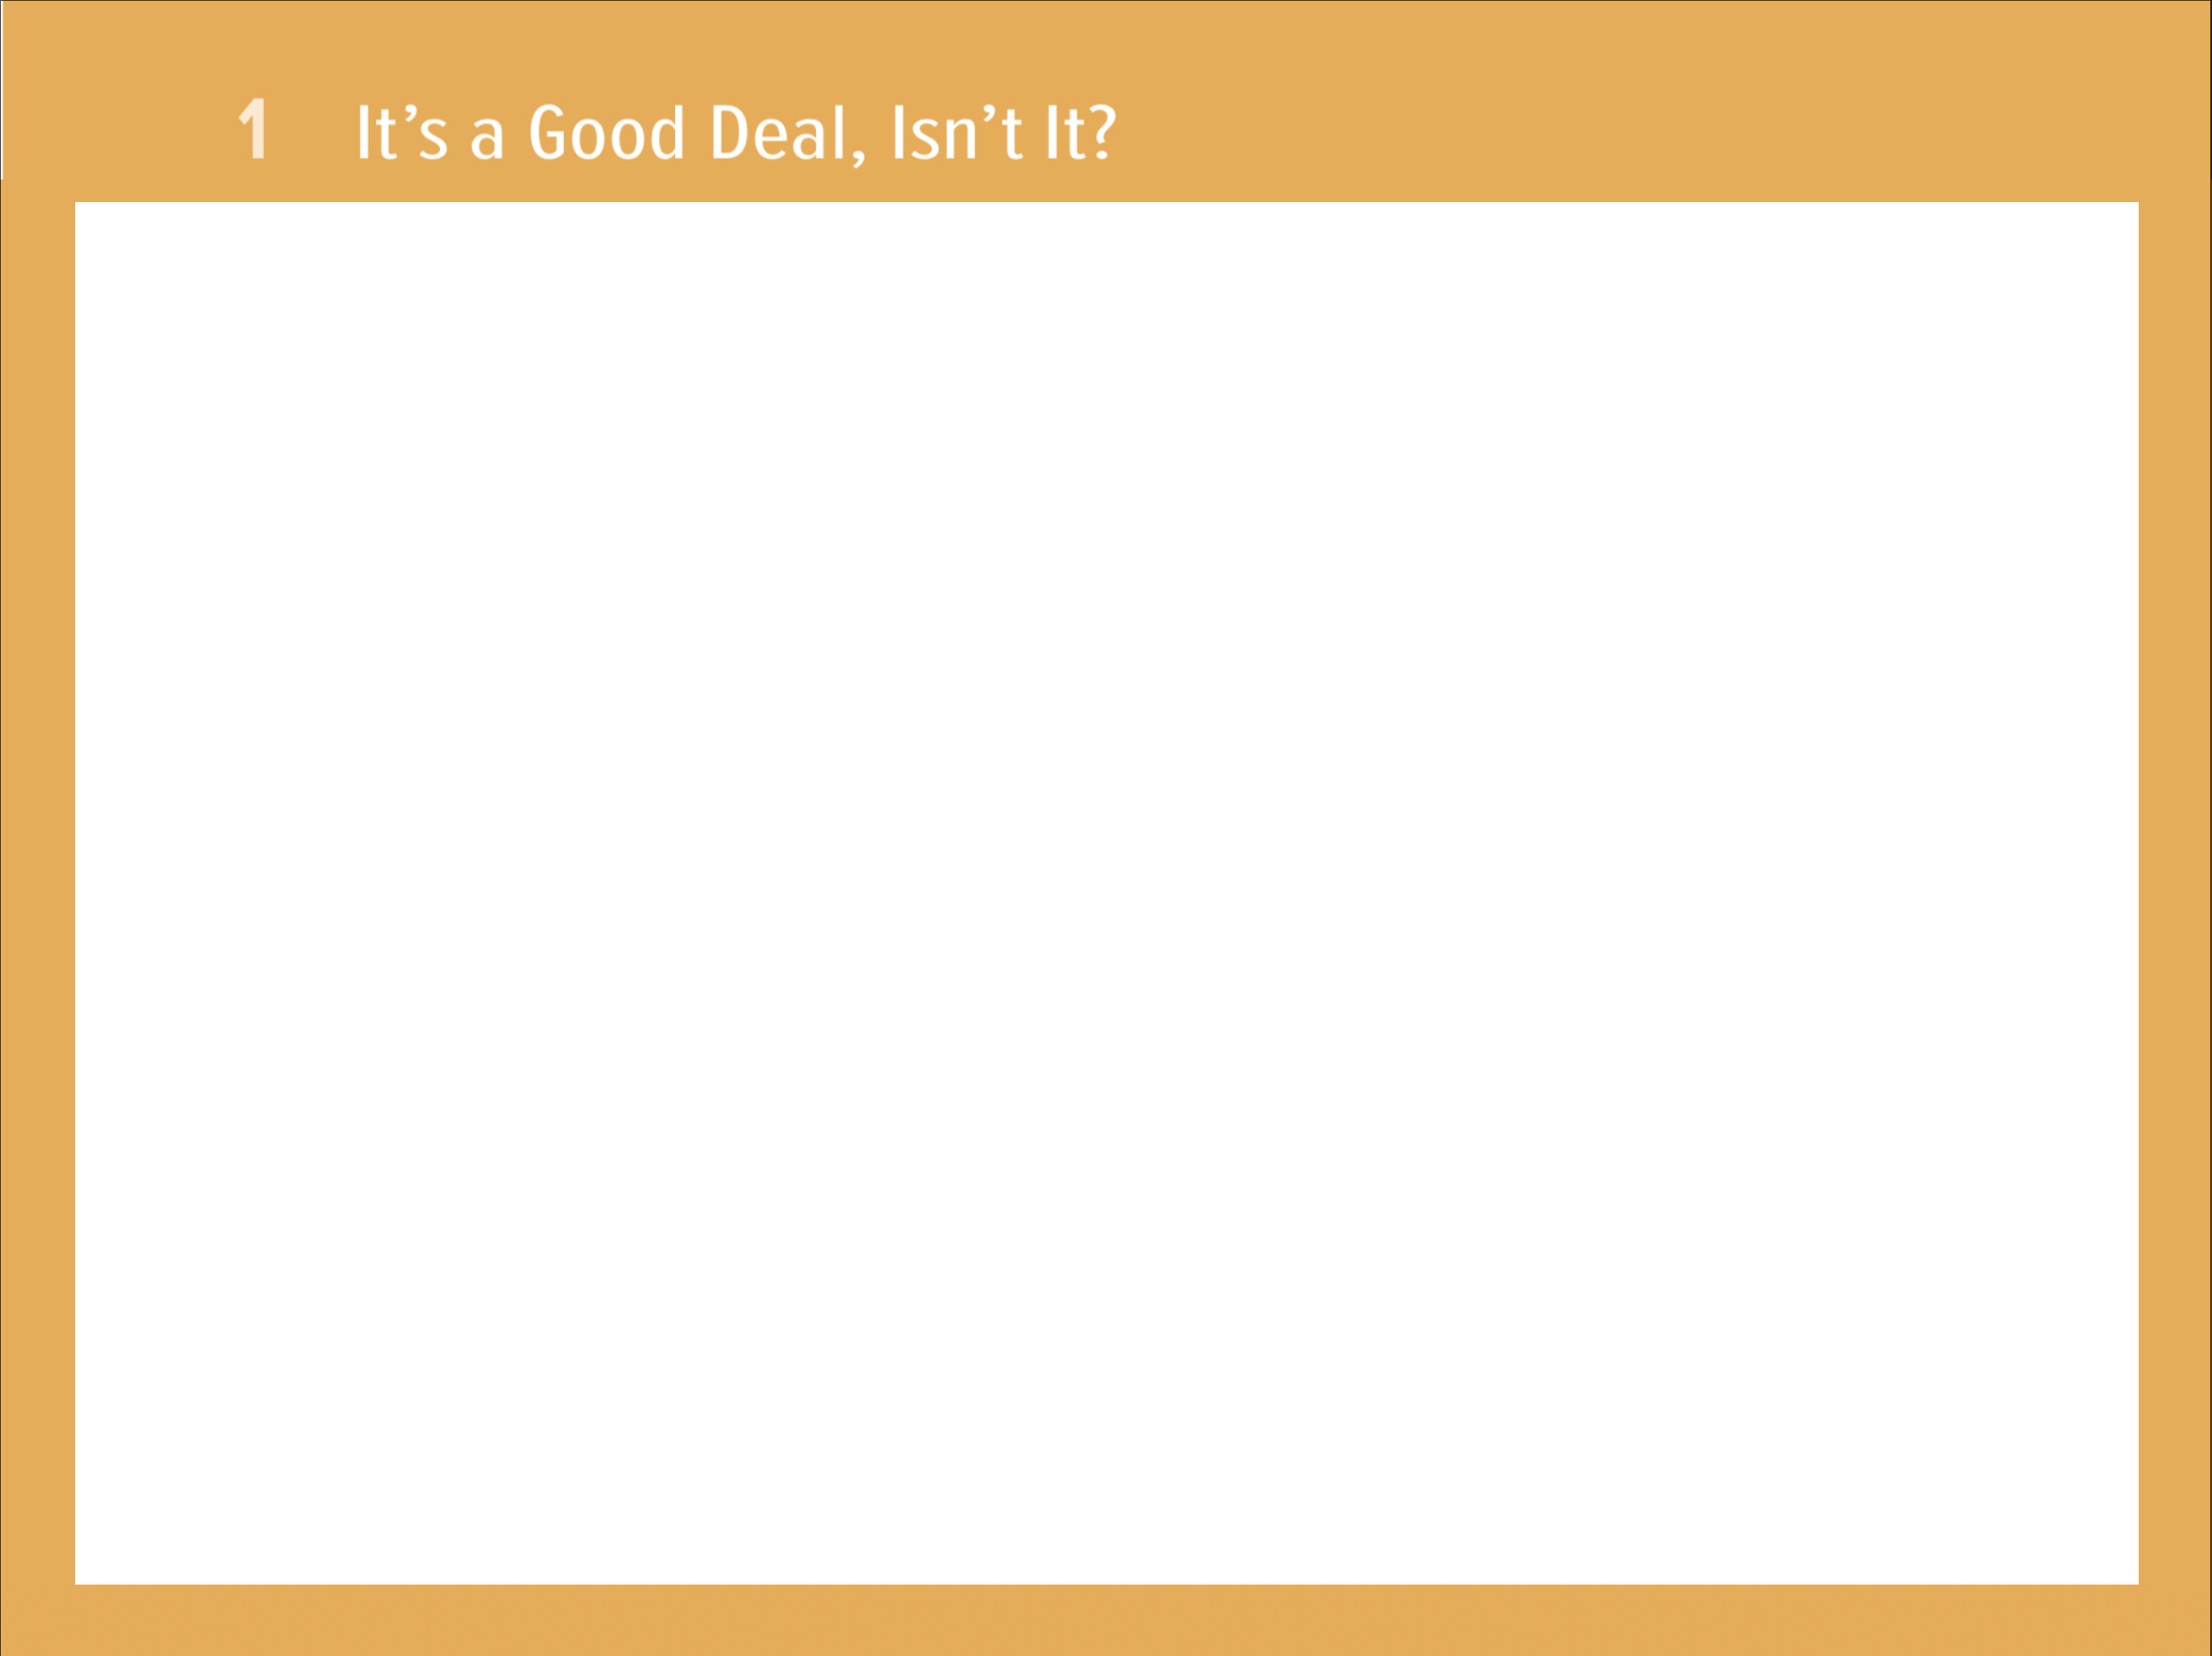 1 It’s a Good Deal, Isn’t It?